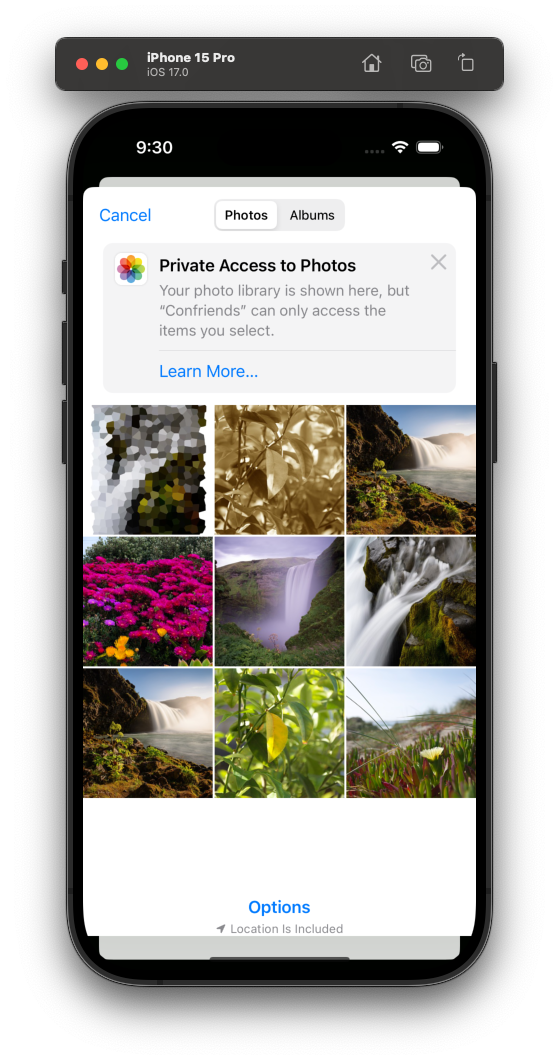 iPhone 15 Pro
iOS 17.0
9:30
Cancel
Photos
Albums
Private Access to Photos
Your photo library is shown here, but
“Confriends” can only access the
items you select.
Learn More...
Options
Location Is Included